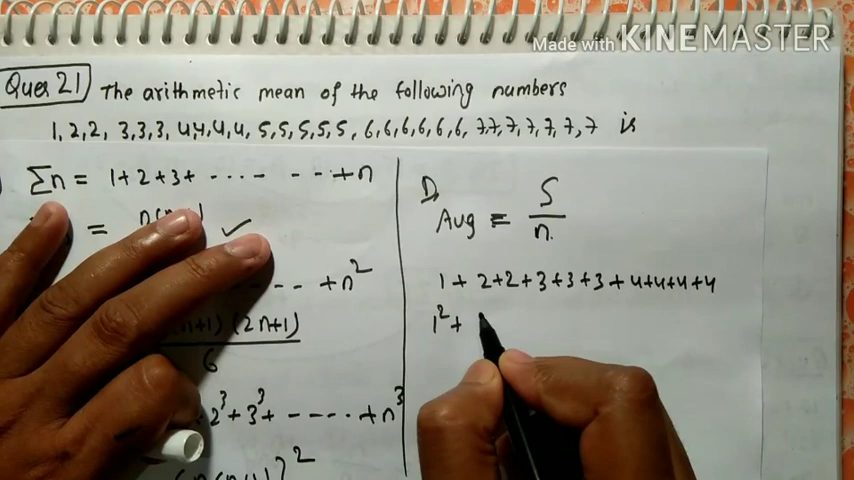 Made with KINEMASTER
Ques 21 The arithmetic mean of the following numbers
1, 2, 2, 3, 3, 3, 4, 4, 4, 4, 5, 5, 5, 5, 5, 6, 6, 6, 6, 6, 6, 7, 7, 7, 7, 7, 7, 7 is
Σn = 1+2+3+ ..... ...+n
=
.. +n²
(n+1) (2n+1)
6
2³+3³+ ----.. +n³
2
D,
Avg = S
n.
1 + 2+2+3+3+3+4+4+4+4
1²+